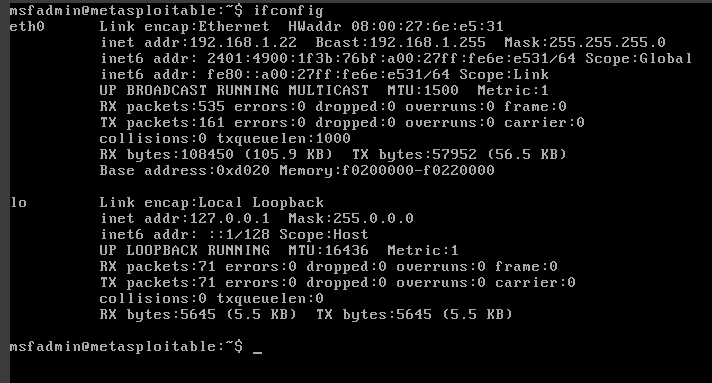 msfadmin@metasploitable:~$ ifconfig
eth0      Link encap:Ethernet  HWaddr 08:00:27:6e:e5:31
          inet addr:192.168.1.22  Bcast:192.168.1.255  Mask:255.255.255.0
          inet6 addr: 2401:4900:1f3b:76bf:a00:27ff:fe6e:e531/64 Scope:Global
          inet6 addr: fe80::a00:27ff:fe6e:e531/64 Scope:Link
          UP BROADCAST RUNNING MULTICAST  MTU:1500  Metric:1
          RX packets:535 errors:0 dropped:0 overruns:0 frame:0
          TX packets:161 errors:0 dropped:0 overruns:0 carrier:0
          collisions:0 txqueuelen:1000
          RX bytes:108450 (105.9 KB)  TX bytes:57952 (56.5 KB)
          Base address:0xd020 Memory:f0200000-f0220000

lo        Link encap:Local Loopback
          inet addr:127.0.0.1  Mask:255.0.0.0
          inet6 addr: ::1/128 Scope:Host
          UP LOOPBACK RUNNING  MTU:16436  Metric:1
          RX packets:71 errors:0 dropped:0 overruns:0 frame:0
          TX packets:71 errors:0 dropped:0 overruns:0 carrier:0
          collisions:0 txqueuelen:0
          RX bytes:5645 (5.5 KB)  TX bytes:5645 (5.5 KB)

msfadmin@metasploitable:~$ _